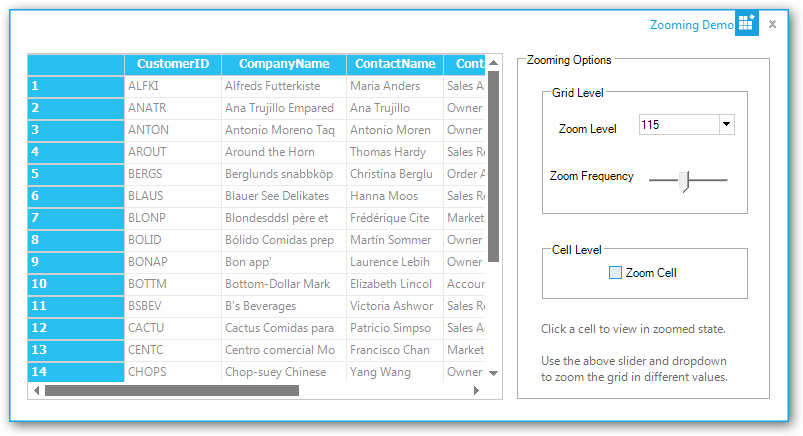 Zooming Demo
CustomerID CompanyName ContactName Cont
1 ALFKI Alfreds Futterkiste Maria Anders Sales As
2 ANATR Ana Trujillo Empared Ana Trujillo Owner
3 ANTON Antonio Moreno Taq Antonio Moren Owner
4 AROUT Around the Horn Thomas Hardy Sales Re
5 BERGS Berglunds snabbköp Christina Berglu Order A
6 BLAUS Blauer See Delikates Hanna Moos Sales Re
7 BLONP Blondesddsl père et Frédérique Cite Market
8 BOLID Bólido Comidas prep Martín Sommer Owner
9 BONAP Bon app' Laurence Lebih Owner
10 BOTTM Bottom-Dollar Mark Elizabeth Lincol Accour
11 BSBEV B's Beverages Victoria Ashwor Sales Re
12 CACTU Cactus Comidas para Patricio Simpso Sales Ag
13 CENTC Centro comercial Mo Francisco Chan Market
14 CHOPS Chop-suey Chinese Yang Wang Owner
Zooming Options
Grid Level
Zoom Level 115
Zoom Frequency
Cell Level
Zoom Cell
Click a cell to view in zoomed state.
Use the above slider and dropdown
to zoom the grid in different values.